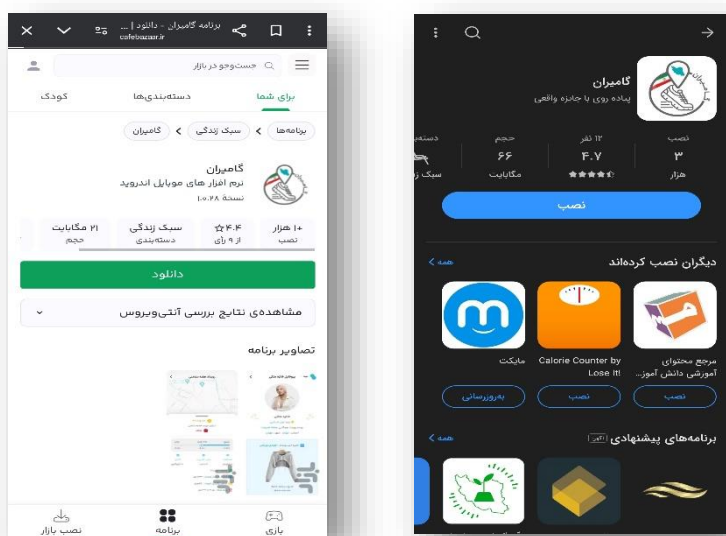 برنامه گامیران - دانلود | ...
cafebazaar.ir
جست‌وجو در بازار
برای شما
دسته‌بندی‌ها
کودک
برنامه‌ها
سبک زندگی
گامیران
گامیران
نرم افزار های موبایل اندروید
نسخهٔ ۱.۰.۲۸
+۱ هزار
نصب
۴.۴
از ۹ رأی
سبک زندگی
دسته‌بندی
۲۱ مگابایت
حجم
دانلود
مشاهده‌ی نتایج بررسی آنتی‌ویروس
تصاویر برنامه
بازی
برنامه
نصب بازار
گامیران
پیاده روی با جایزه واقعی
نصب
۳
هزار
۱۲ نفر
۴.۷
حجم
۶۶
مگابایت
سبک ز
نصب
دیگران نصب کرده‌اند
همه
مرجع محتوای
آموزشی دانش آموز...
نصب
Calorie Counter by
Lose It!
نصب
مایکت
به‌روزرسانی
برنامه‌های پیشنهادی
همه